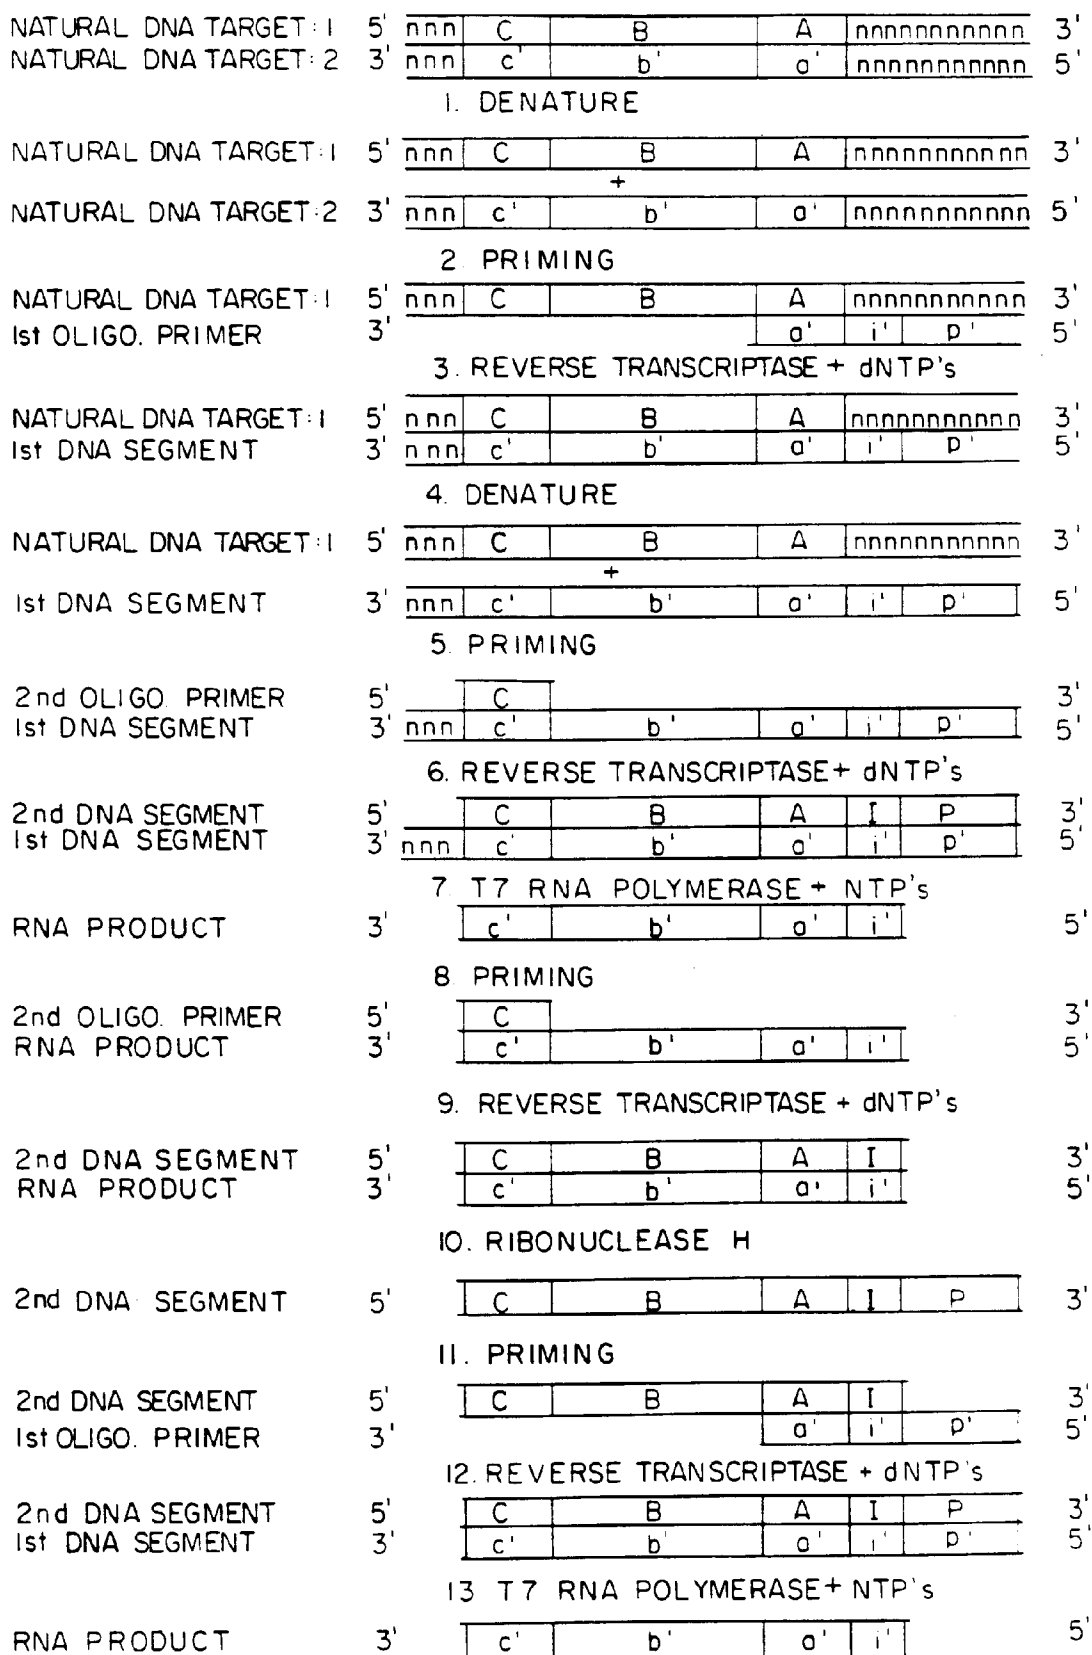 NATURAL DNA TARGET:1 5' nnn C B A nnnnnnnnnnn 3'
NATURAL DNA TARGET:2 3' nnn c' b' a' nnnnnnnnnnn 5'
1. DENATURE
NATURAL DNA TARGET:1 5' nnn C B A nnnnnnnnnnn 3'
+
NATURAL DNA TARGET:2 3' nnn c' b' a' nnnnnnnnnnn 5'
2. PRIMING
NATURAL DNA TARGET:1 5' nnn C B A nnnnnnnnnnn 3'
1st OLIGO. PRIMER 3' a' i' p' 5'
3. REVERSE TRANSCRIPTASE + dNTP's
NATURAL DNA TARGET:1 5' nnn C B A nnnnnnnnnnn 3'
1st DNA SEGMENT 3' nnn c' b' a' i' p' 5'
4. DENATURE
NATURAL DNA TARGET:1 5' nnn C B A nnnnnnnnnnn 3'
+
1st DNA SEGMENT 3' nnn c' b' a' i' p' 5'
5. PRIMING
2nd OLIGO. PRIMER 5' C 3'
1st DNA SEGMENT 3' nnn c' b' a' i' p' 5'
6. REVERSE TRANSCRIPTASE + dNTP's
2nd DNA SEGMENT 5' C B A I P 3'
1st DNA SEGMENT 3' nnn c' b' a' i' p' 5'
7. T7 RNA POLYMERASE + NTP's
RNA PRODUCT 3' c' b' a' i' 5'
8. PRIMING
2nd OLIGO. PRIMER 5' C 3'
RNA PRODUCT 3' c' b' a' i' 5'
9. REVERSE TRANSCRIPTASE + dNTP's
2nd DNA SEGMENT 5' C B A I 3'
RNA PRODUCT 3' c' b' a' i' 5'
10. RIBONUCLEASE H
2nd DNA SEGMENT 5' C B A I P 3'
11. PRIMING
2nd DNA SEGMENT 5' C B A I 3'
1st OLIGO. PRIMER 3' a' i' p' 5'
12. REVERSE TRANSCRIPTASE + dNTP's
2nd DNA SEGMENT 5' C B A I P 3'
1st DNA SEGMENT 3' c' b' a' i' p' 5'
13 T7 RNA POLYMERASE + NTP's
RNA PRODUCT 3' c' b' a' i' 5'